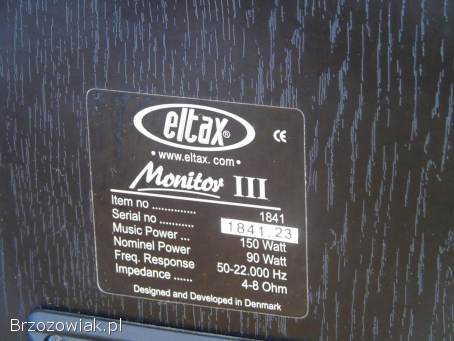 eltax®
CE
• www.eltax. com •
Monitor III
Item no .............. 1841
Serial no ........... 1841 23
Music Power ... 150 Watt
Nominel Power 90 Watt
Freq. Response 50-22.000 Hz
Impedance ...... 4-8 Ohm
Designed and Developed in Denmark
Brzozowiak.pl